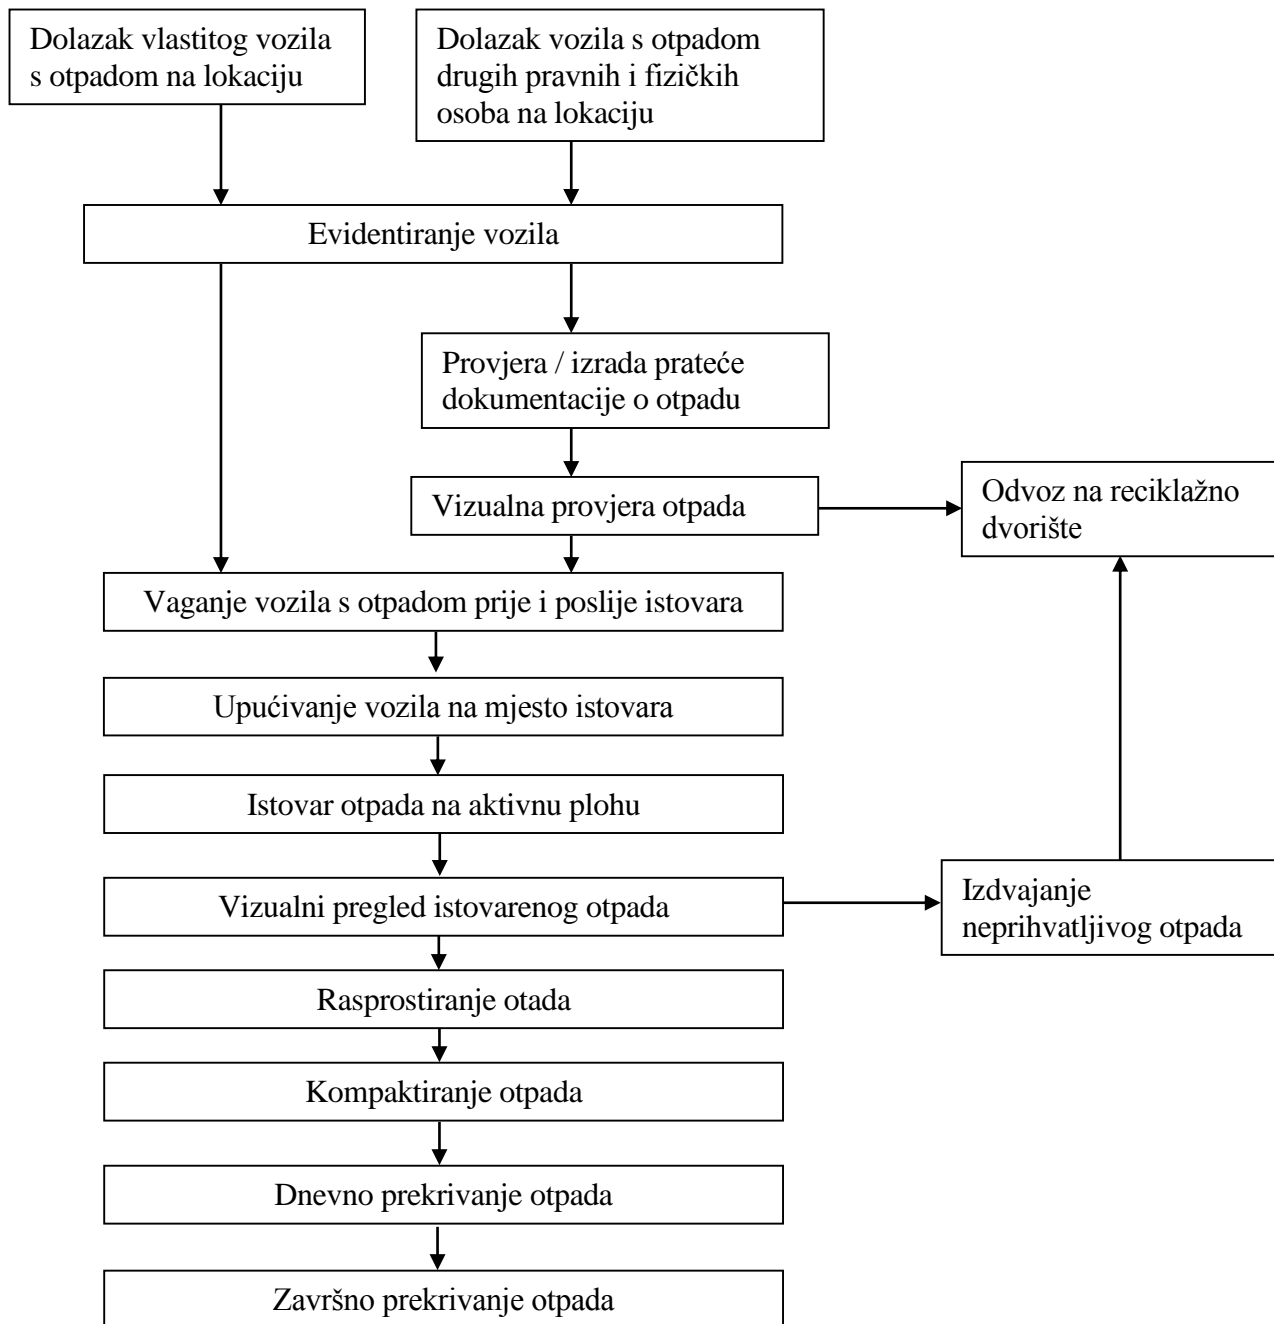 Dolazak vlastitog vozila
s otpadom na lokaciju
Dolazak vozila s otpadom
drugih pravnih i fizičkih
osoba na lokaciju
Evidentiranje vozila
Provjera / izrada prateće
dokumentacije o otpadu
Vizualna provjera otpada
Odvoz na reciklažno
dvorište
Vaganje vozila s otpadom prije i poslije istovara
Upućivanje vozila na mjesto istovara
Istovar otpada na aktivnu plohu
Vizualni pregled istovarenog otpada
Izdvajanje
neprihvatljivog otpada
Rasprostiranje otada
Kompaktiranje otpada
Dnevno prekrivanje otpada
Završno prekrivanje otpada